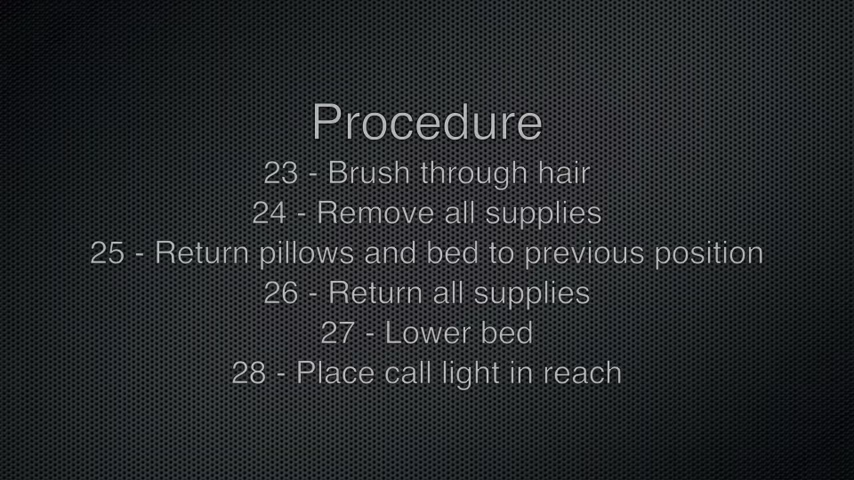 Procedure
23 - Brush through hair
24 - Remove all supplies
25 - Return pillows and bed to previous position
26 - Return all supplies
27 - Lower bed
28 - Place call light in reach